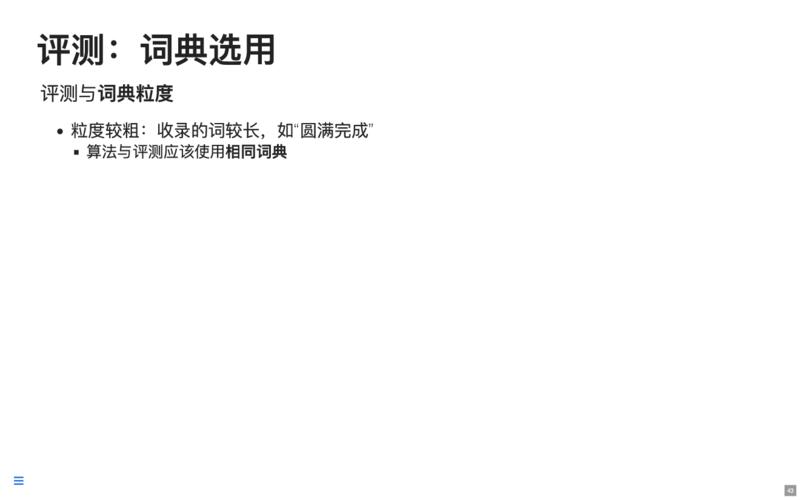 评测：词典选用
评测与词典粒度
粒度较粗：收录的词较长，如“圆满完成”
算法与评测应该使用相同词典
43